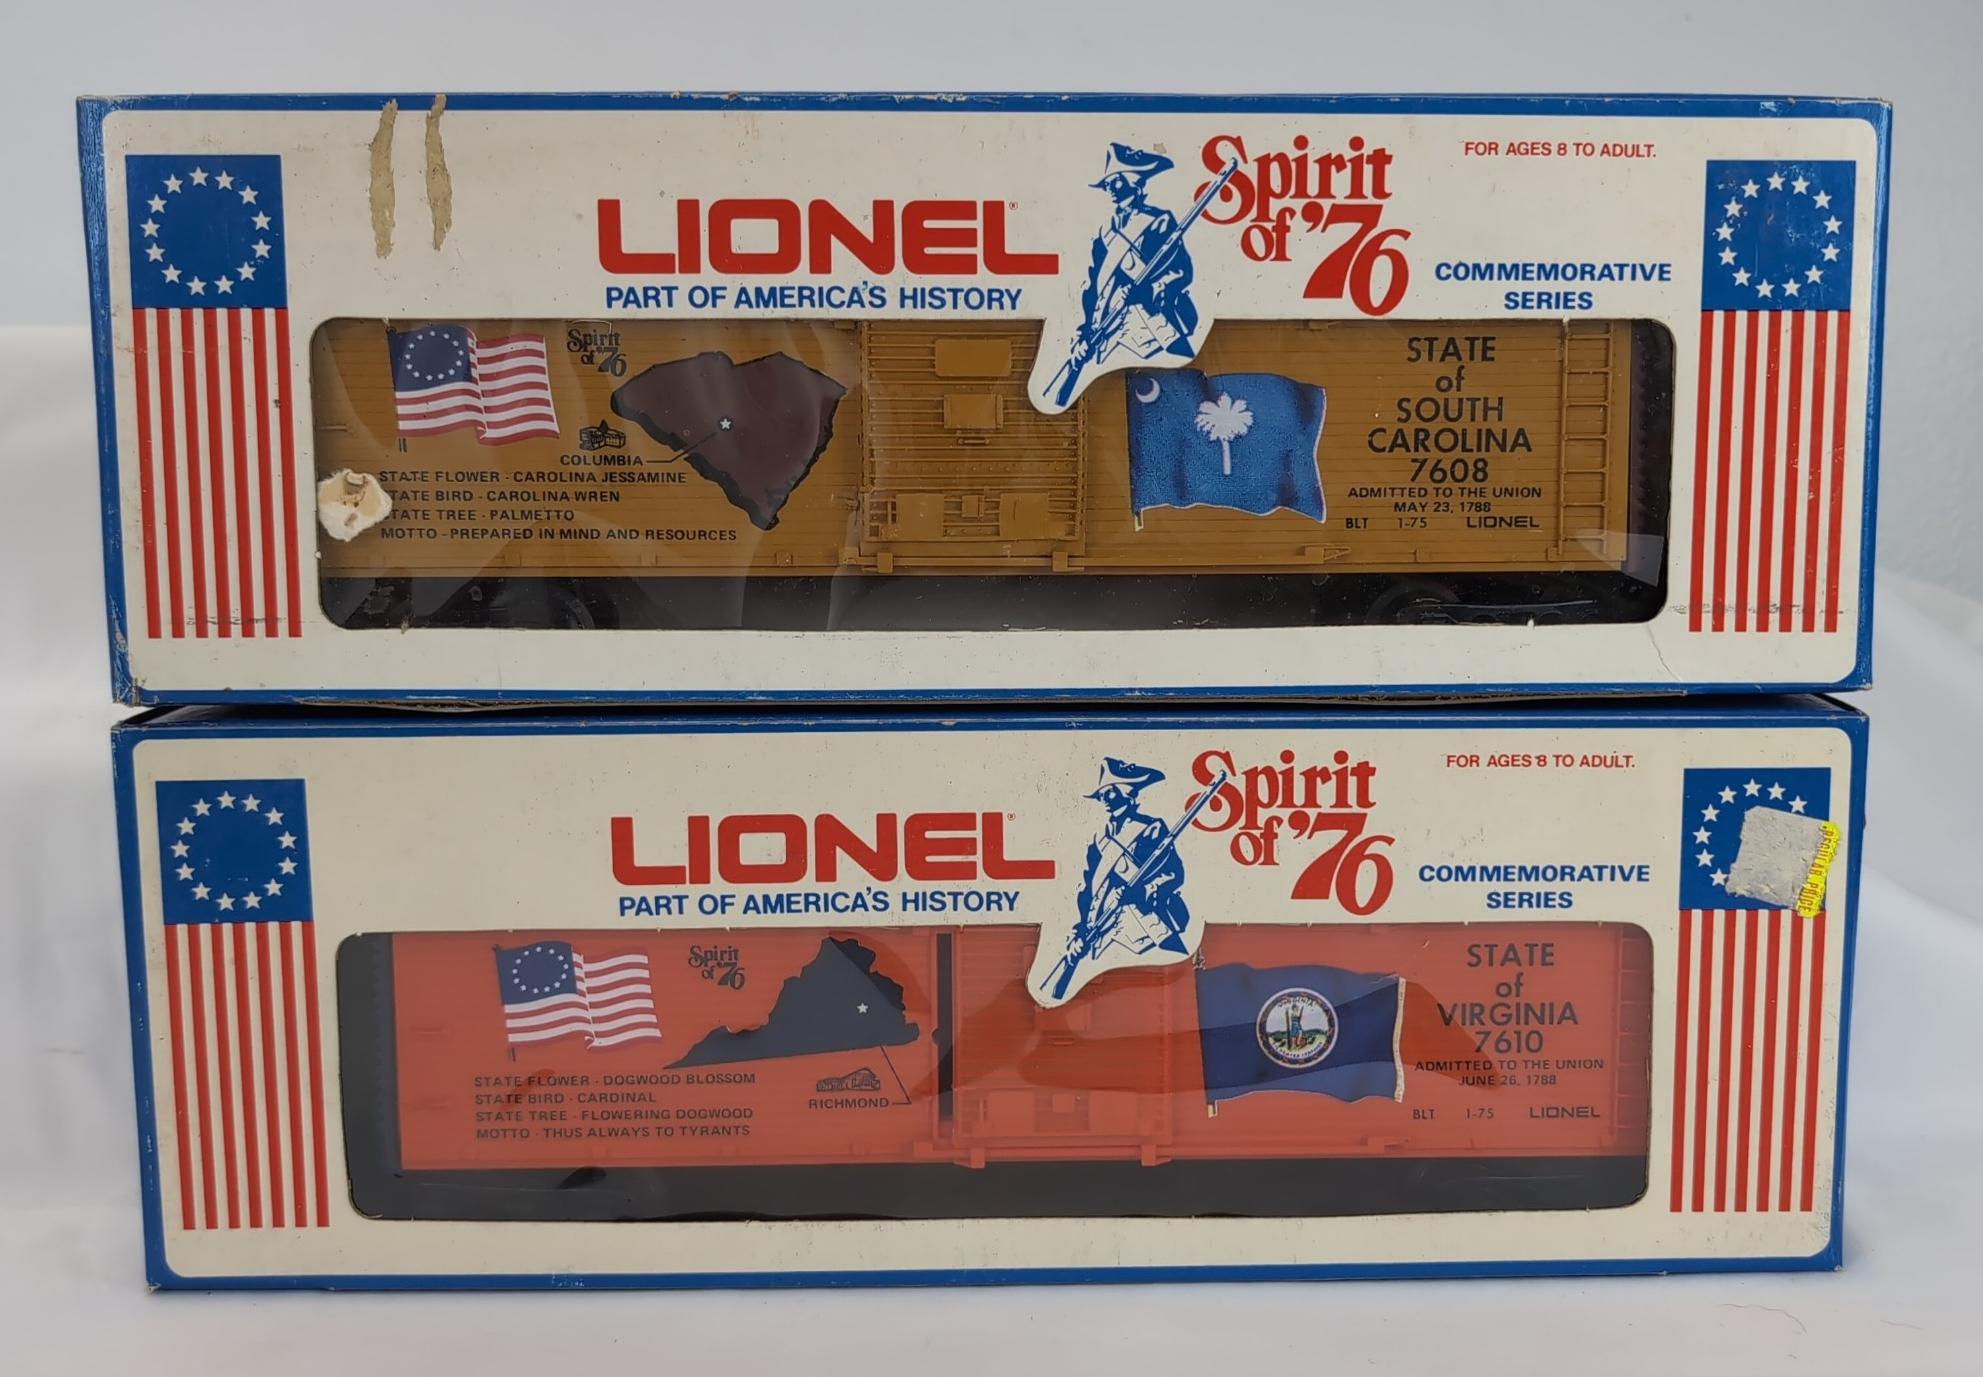 FOR AGES 8 TO ADULT.
Spirit
of '76
LIONEL®
PART OF AMERICA'S HISTORY
COMMEMORATIVE
SERIES
Spirit
of '76
COLUMBIA
STATE FLOWER - CAROLINA JESSAMINE
STATE BIRD - CAROLINA WREN
STATE TREE - PALMETTO
MOTTO - PREPARED IN MIND AND RESOURCES
STATE
of
SOUTH
CAROLINA
7608
ADMITTED TO THE UNION
MAY 23, 1788
BLT 1-75 LIONEL
FOR AGES 8 TO ADULT.
Spirit
of '76
LIONEL®
PART OF AMERICA'S HISTORY
COMMEMORATIVE
SERIES
REGULAR PRICE
Spirit
of '76
STATE FLOWER - DOGWOOD BLOSSOM
STATE BIRD - CARDINAL
STATE TREE - FLOWERING DOGWOOD
MOTTO - THUS ALWAYS TO TYRANTS
RICHMOND
STATE
of
VIRGINIA
7610
ADMITTED TO THE UNION
JUNE 26, 1788
BLT 1-75 LIONEL